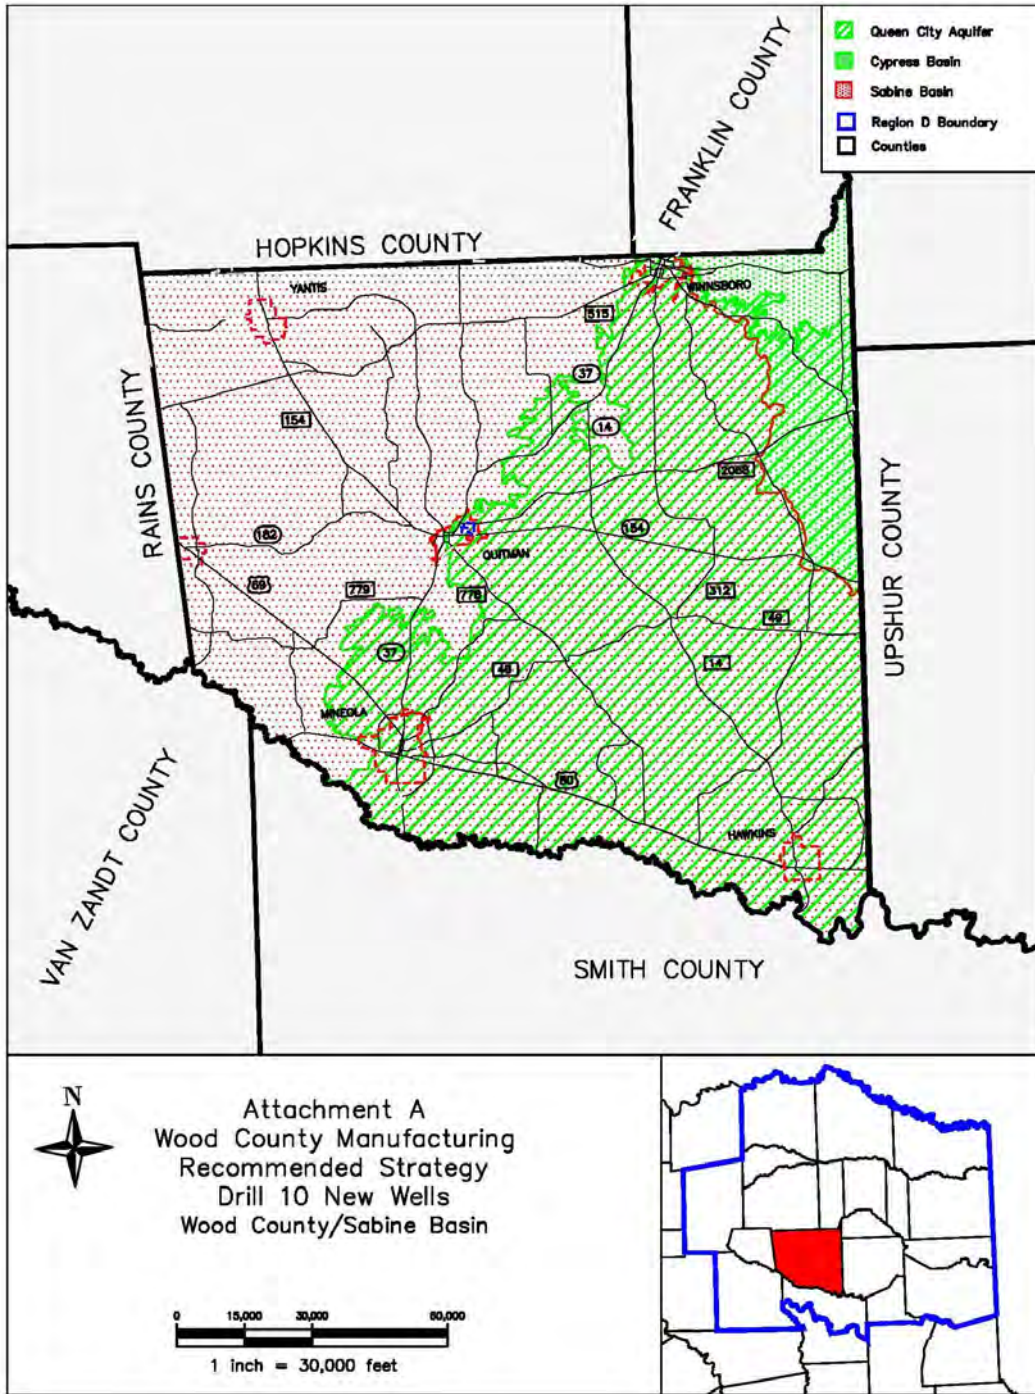 Queen City Aquifer
Cypress Basin
Sabine Basin
Region D Boundary
Counties
FRANKLIN COUNTY
HOPKINS COUNTY
YANTIS
WINNSBORO
515
37
154
14
2088
RAINS COUNTY
182
154
QUITMAN
69
779
778
312
49
UPSHUR COUNTY
37
49
14
MINEOLA
80
HAWKINS
VAN ZANDT COUNTY
SMITH COUNTY
N
Attachment A
Wood County Manufacturing
Recommended Strategy
Drill 10 New Wells
Wood County/Sabine Basin
0 15,000 30,000 60,000
1 inch = 30,000 feet